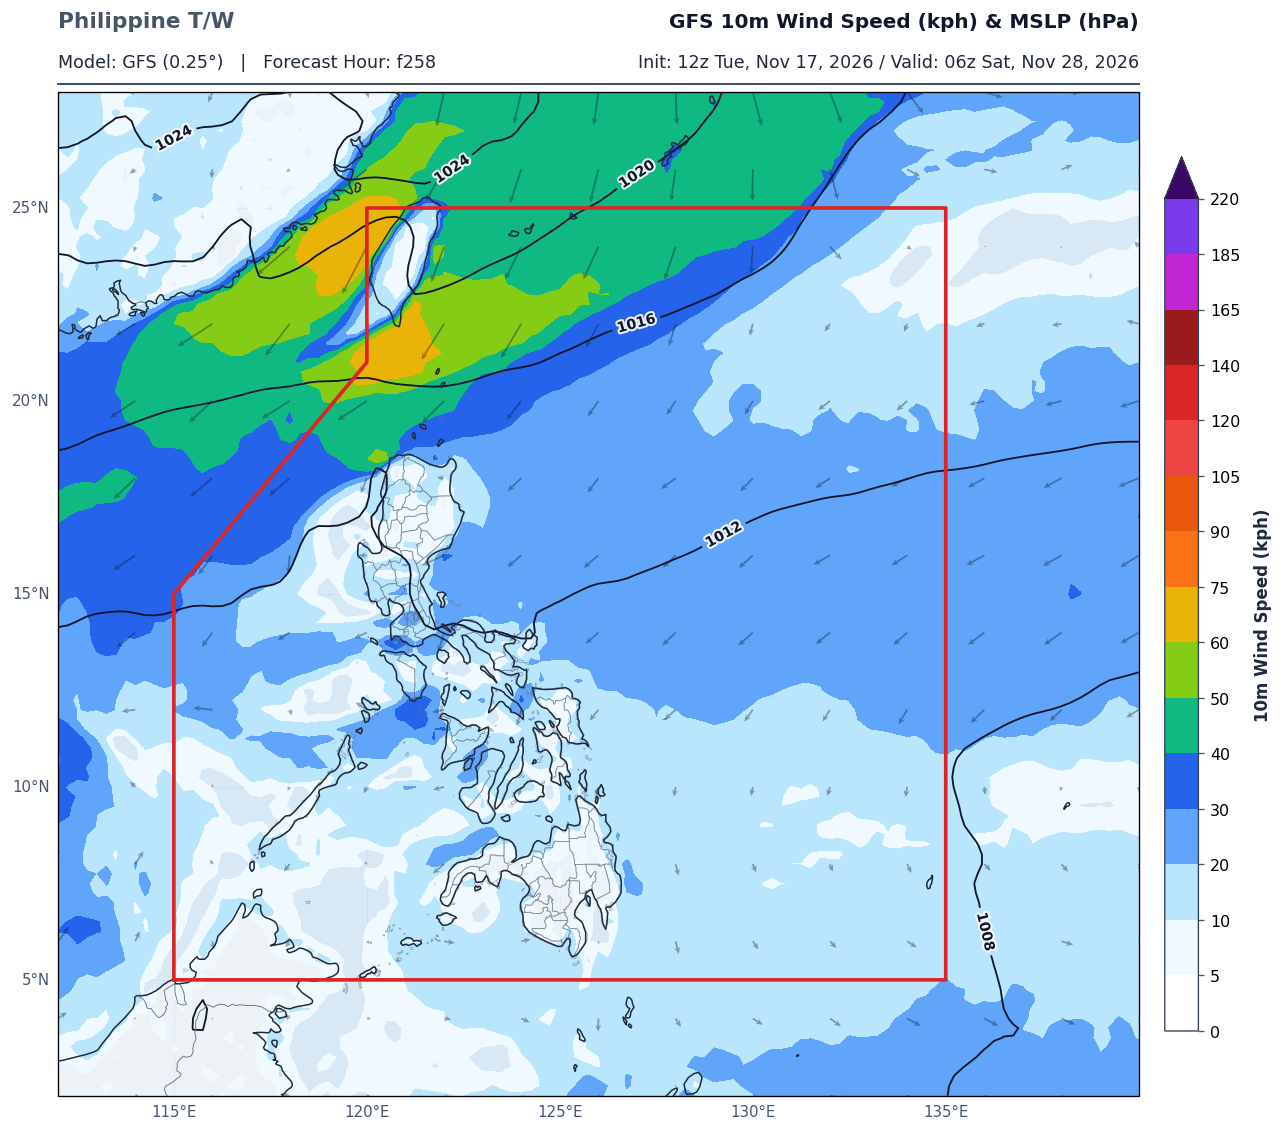 Philippine T/W
GFS 10m Wind Speed (kph) & MSLP (hPa)
Model: GFS (0.25°) | Forecast Hour: f258
Init: 12z Tue, Nov 17, 2026 / Valid: 06z Sat, Nov 28, 2026
1024
1024
1020
1016
1012
1008
25°N
20°N
15°N
10°N
5°N
115°E
120°E
125°E
130°E
135°E
220
185
165
140
120
105
90
75
60
50
40
30
20
10
5
0
10m Wind Speed (kph)